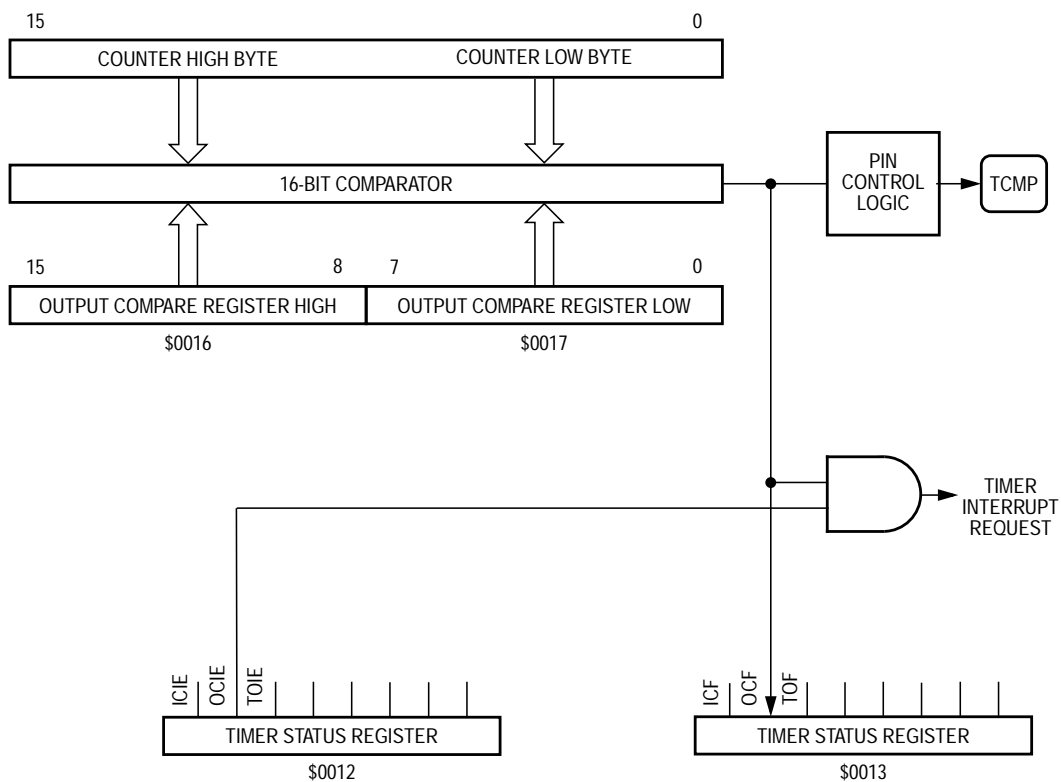 15 0
COUNTER HIGH BYTE COUNTER LOW BYTE
16-BIT COMPARATOR
PIN
CONTROL
LOGIC
TCMP
15 8 7 0
OUTPUT COMPARE REGISTER HIGH OUTPUT COMPARE REGISTER LOW
$0016 $0017
TIMER
INTERRUPT
REQUEST
ICIE
OCIE
TOIE
TIMER STATUS REGISTER
$0012
ICF
OCF
TOF
TIMER STATUS REGISTER
$0013